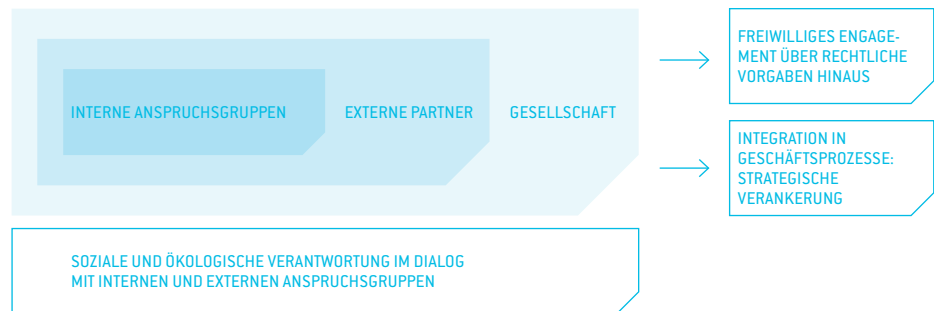 INTERNE ANSPRUCHSGRUPPEN
EXTERNE PARTNER
GESELLSCHAFT
FREIWILLIGES ENGAGE-
MENT ÜBER RECHTLICHE
VORGABEN HINAUS
INTEGRATION IN
GESCHÄFTSPROZESSE:
STRATEGISCHE
VERANKERUNG
SOZIALE UND ÖKOLOGISCHE VERANTWORTUNG IM DIALOG
MIT INTERNEN UND EXTERNEN ANSPRUCHSGRUPPEN